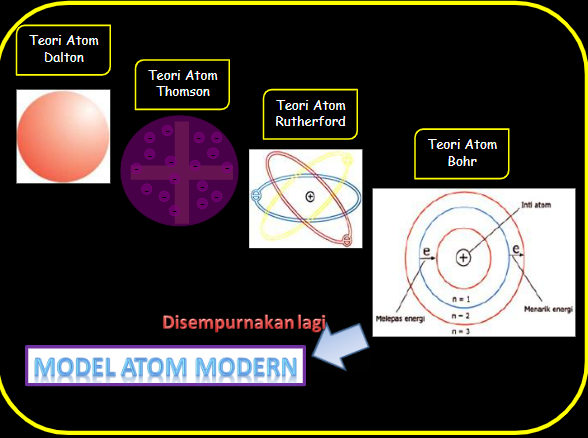 Teori Atom
Dalton
Teori Atom
Thomson
Teori Atom
Rutherford
Teori Atom
Bohr
Inti atom
e
e
+
+
n = 1
n = 2
n = 3
Melepas energi
Menarik energi
Disempurnakan lagi
MODEL ATOM MODERN